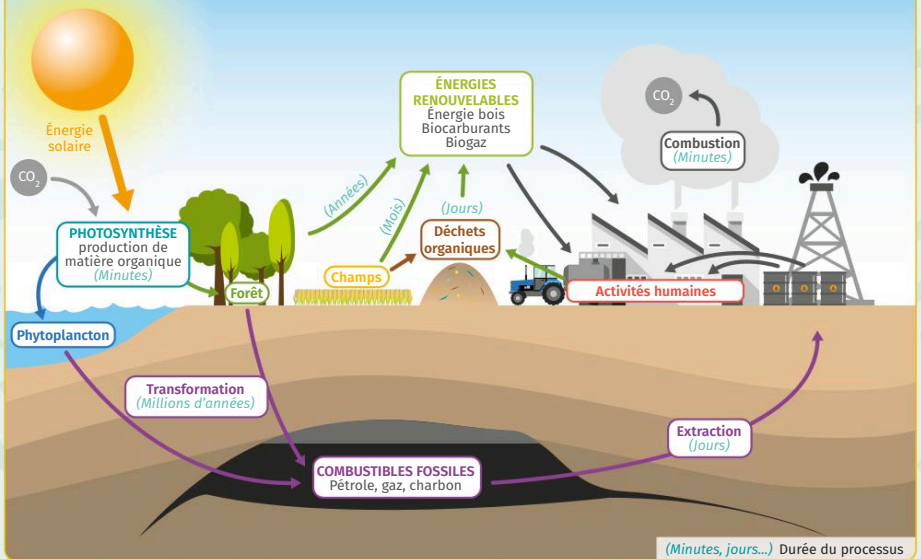 Énergie
solaire
CO2
PHOTOSYNTHÈSE
production de
matière organique
(Minutes)
Phytoplancton
Forêt
(Années)
(Mois)
(Jours)
Champs
Déchets
organiques
ÉNERGIES
RENOUVELABLES
Énergie bois
Biocarburants
Biogaz
CO2
Combustion
(Minutes)
Activités humaines
Transformation
(Millions d'années)
COMBUSTIBLES FOSSILES
Pétrole, gaz, charbon
Extraction
(Jours)
(Minutes, jours...) Durée du processus